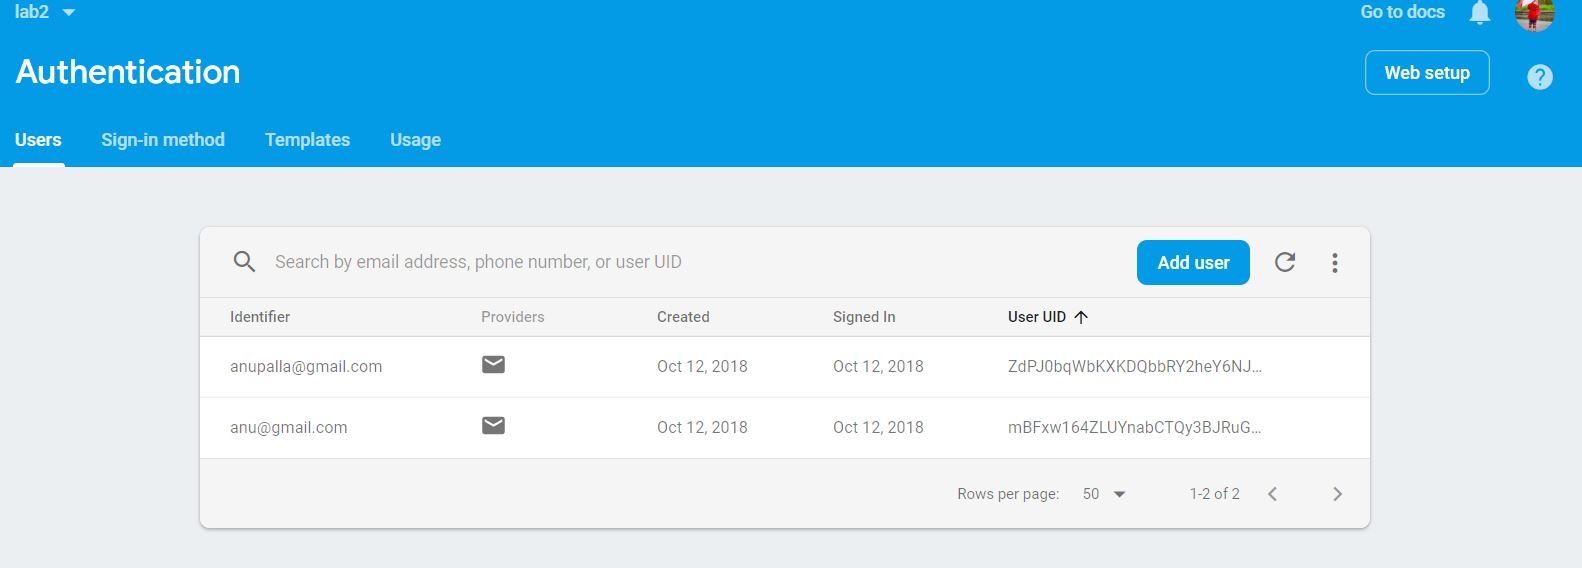 lab2 Go to docs
Authentication Web setup
Users Sign-in method Templates Usage
Search by email address, phone number, or user UID Add user
Identifier Providers Created Signed In User UID
anupalla@gmail.com Oct 12, 2018 Oct 12, 2018 ZdPJ0bqWbKXKDQbbRY2heY6NJ...
anu@gmail.com Oct 12, 2018 Oct 12, 2018 mBFxw164ZLUYnabCTQy3BJRuG...
Rows per page: 50 1-2 of 2